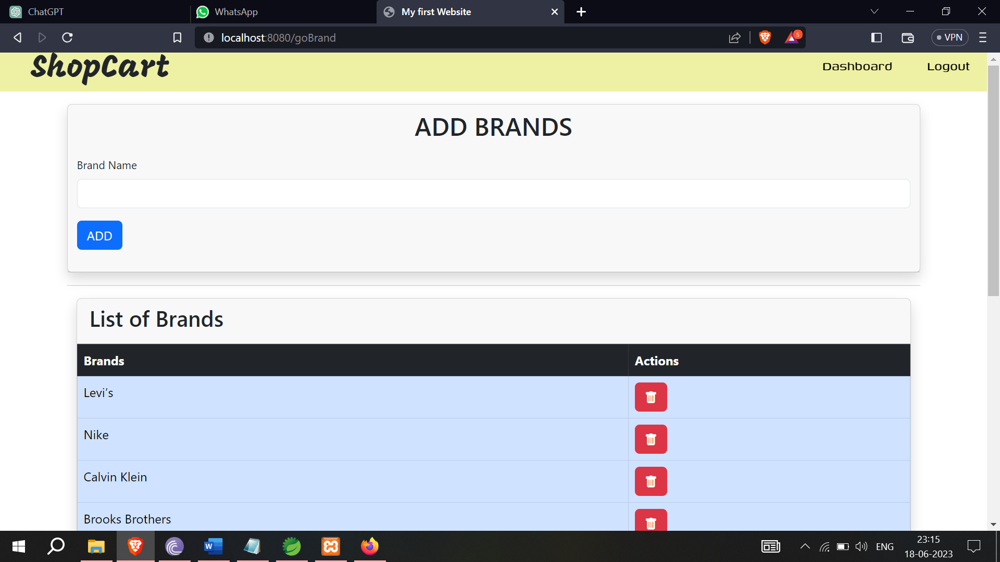 ChatGPT
WhatsApp
My first Website
localhost:8080/goBrand
5
VPN
ShopCart
Dashboard
Logout
ADD BRANDS
Brand Name
ADD
List of Brands
Brands
Actions
Levi’s
Nike
Calvin Klein
Brooks Brothers
W
ENG
23:15
18-06-2023